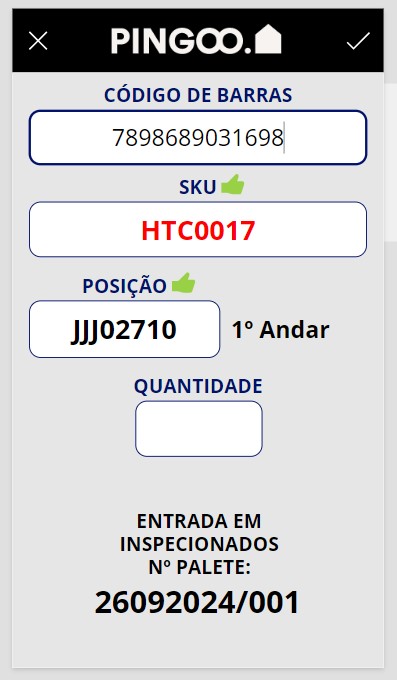 PINGOO.
CÓDIGO DE BARRAS
7898689031698
SKU
HTC0017
POSIÇÃO
JJJ02710 1º Andar
QUANTIDADE
ENTRADA EM
INSPECIONADOS
Nº PALETE:
26092024/001